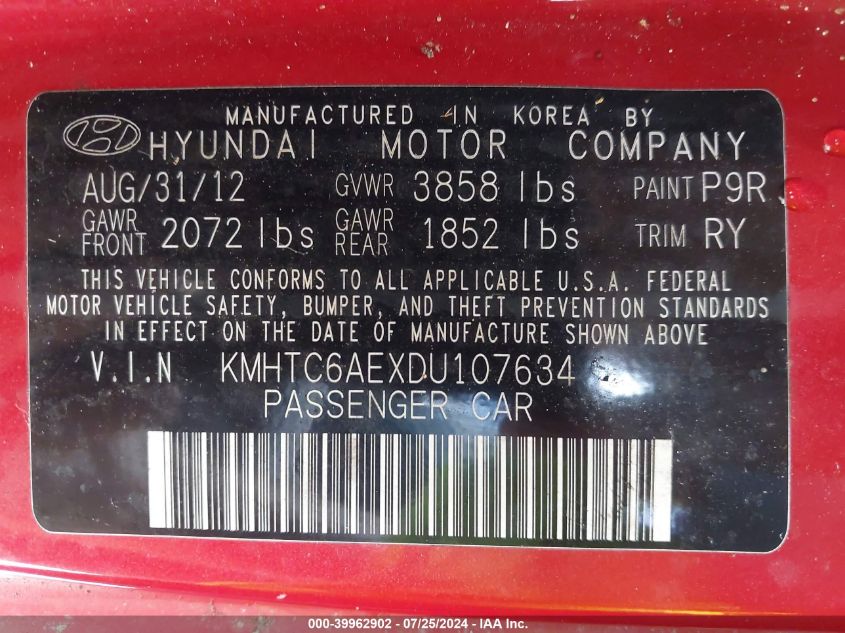 MANUFACTURED IN KOREA BY
HYUNDAI MOTOR COMPANY
AUG/31/12 GVWR 3858 lbs PAINT P9R
GAWR FRONT 2072 lbs GAWR REAR 1852 lbs TRIM RY
THIS VEHICLE CONFORMS TO ALL APPLICABLE U.S.A. FEDERAL
MOTOR VEHICLE SAFETY, BUMPER, AND THEFT PREVENTION STANDARDS
IN EFFECT ON THE DATE OF MANUFACTURE SHOWN ABOVE
V.I.N KMHTC6AEXDU107634
PASSENGER CAR
000-39962902 - 07/25/2024 - IAA Inc.